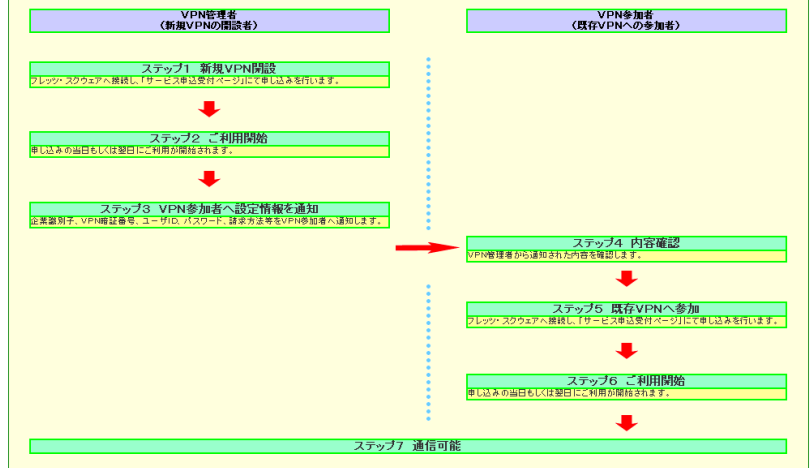 VPN管理者
(新規VPNの開設者)
VPN参加者
(既存VPNへの参加者)
ステップ1 新規VPN開設
フレッツ・スクウェアへ接続し、「サービス申込受付ページ」にて申し込みを行います。
ステップ2 ご利用開始
申し込みの当日もしくは翌日にご利用が開始されます。
ステップ3 VPN参加者へ設定情報を通知
企業識別子、VPN暗証番号、ユーザID、パスワード、請求方法等をVPN参加者へ通知します。
ステップ4 内容確認
VPN管理者から通知された内容を確認します。
ステップ5 既存VPNへ参加
フレッツ・スクウェアへ接続し、「サービス申込受付ページ」にて申し込みを行います。
ステップ6 ご利用開始
申し込みの当日もしくは翌日にご利用が開始されます。
ステップ7 通信可能